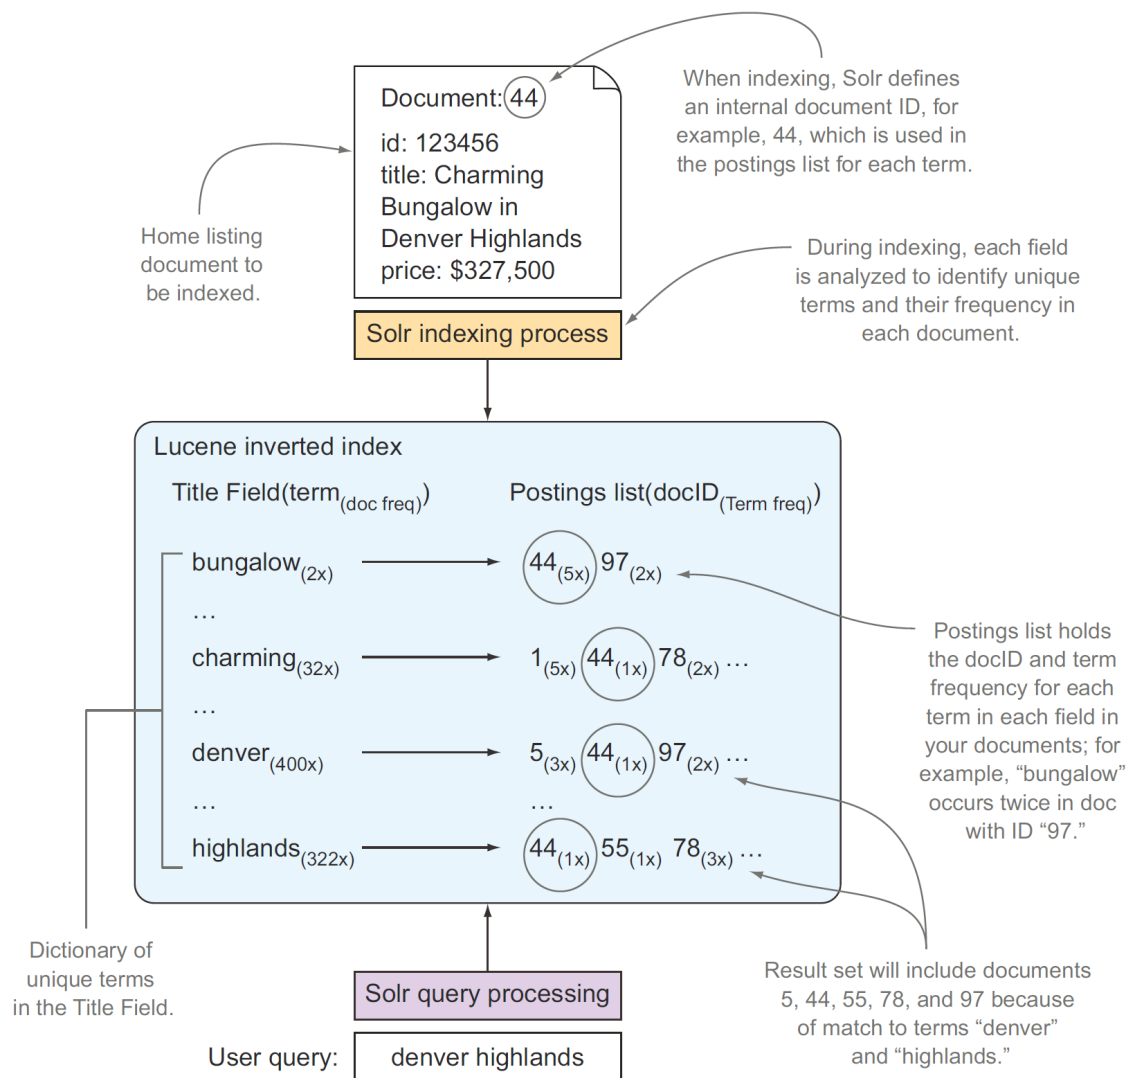 Document: 44
id: 123456
title: Charming
Bungalow in
Denver Highlands
price: $327,500
When indexing, Solr defines
an internal document ID, for
example, 44, which is used in
the postings list for each term.
Home listing
document to
be indexed.
During indexing, each field
is analyzed to identify unique
terms and their frequency in
each document.
Solr indexing process
Lucene inverted index
Title Field(term(doc freq)) Postings list(docID(Term freq))
bungalow(2x) 44(5x) 97(2x)
...
charming(32x) 1(5x) 44(1x) 78(2x) ...
...
denver(400x) 5(3x) 44(1x) 97(2x) ...
... ...
highlands(322x) 44(1x) 55(1x) 78(3x) ...
Postings list holds
the docID and term
frequency for each
term in each field in
your documents; for
example, “bungalow”
occurs twice in doc
with ID “97.”
Dictionary of
unique terms
in the Title Field.
Result set will include documents
5, 44, 55, 78, and 97 because
of match to terms “denver”
and “highlands.”
Solr query processing
User query: denver highlands